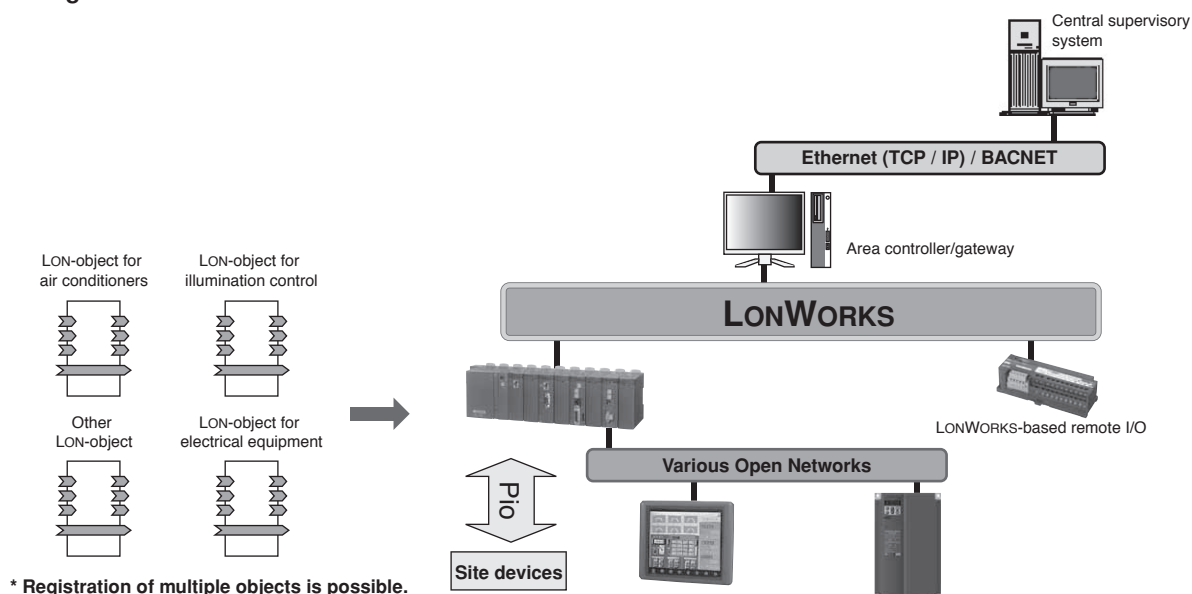 Central supervisory
system
Ethernet (TCP / IP) / BACNET
Area controller/gateway
LON-object for
air conditioners
LON-object for
illumination control
LONWORKS
Other
LON-object
LON-object for
electrical equipment
LONWORKS-based remote I/O
Various Open Networks
Pio
Site devices
* Registration of multiple objects is possible.